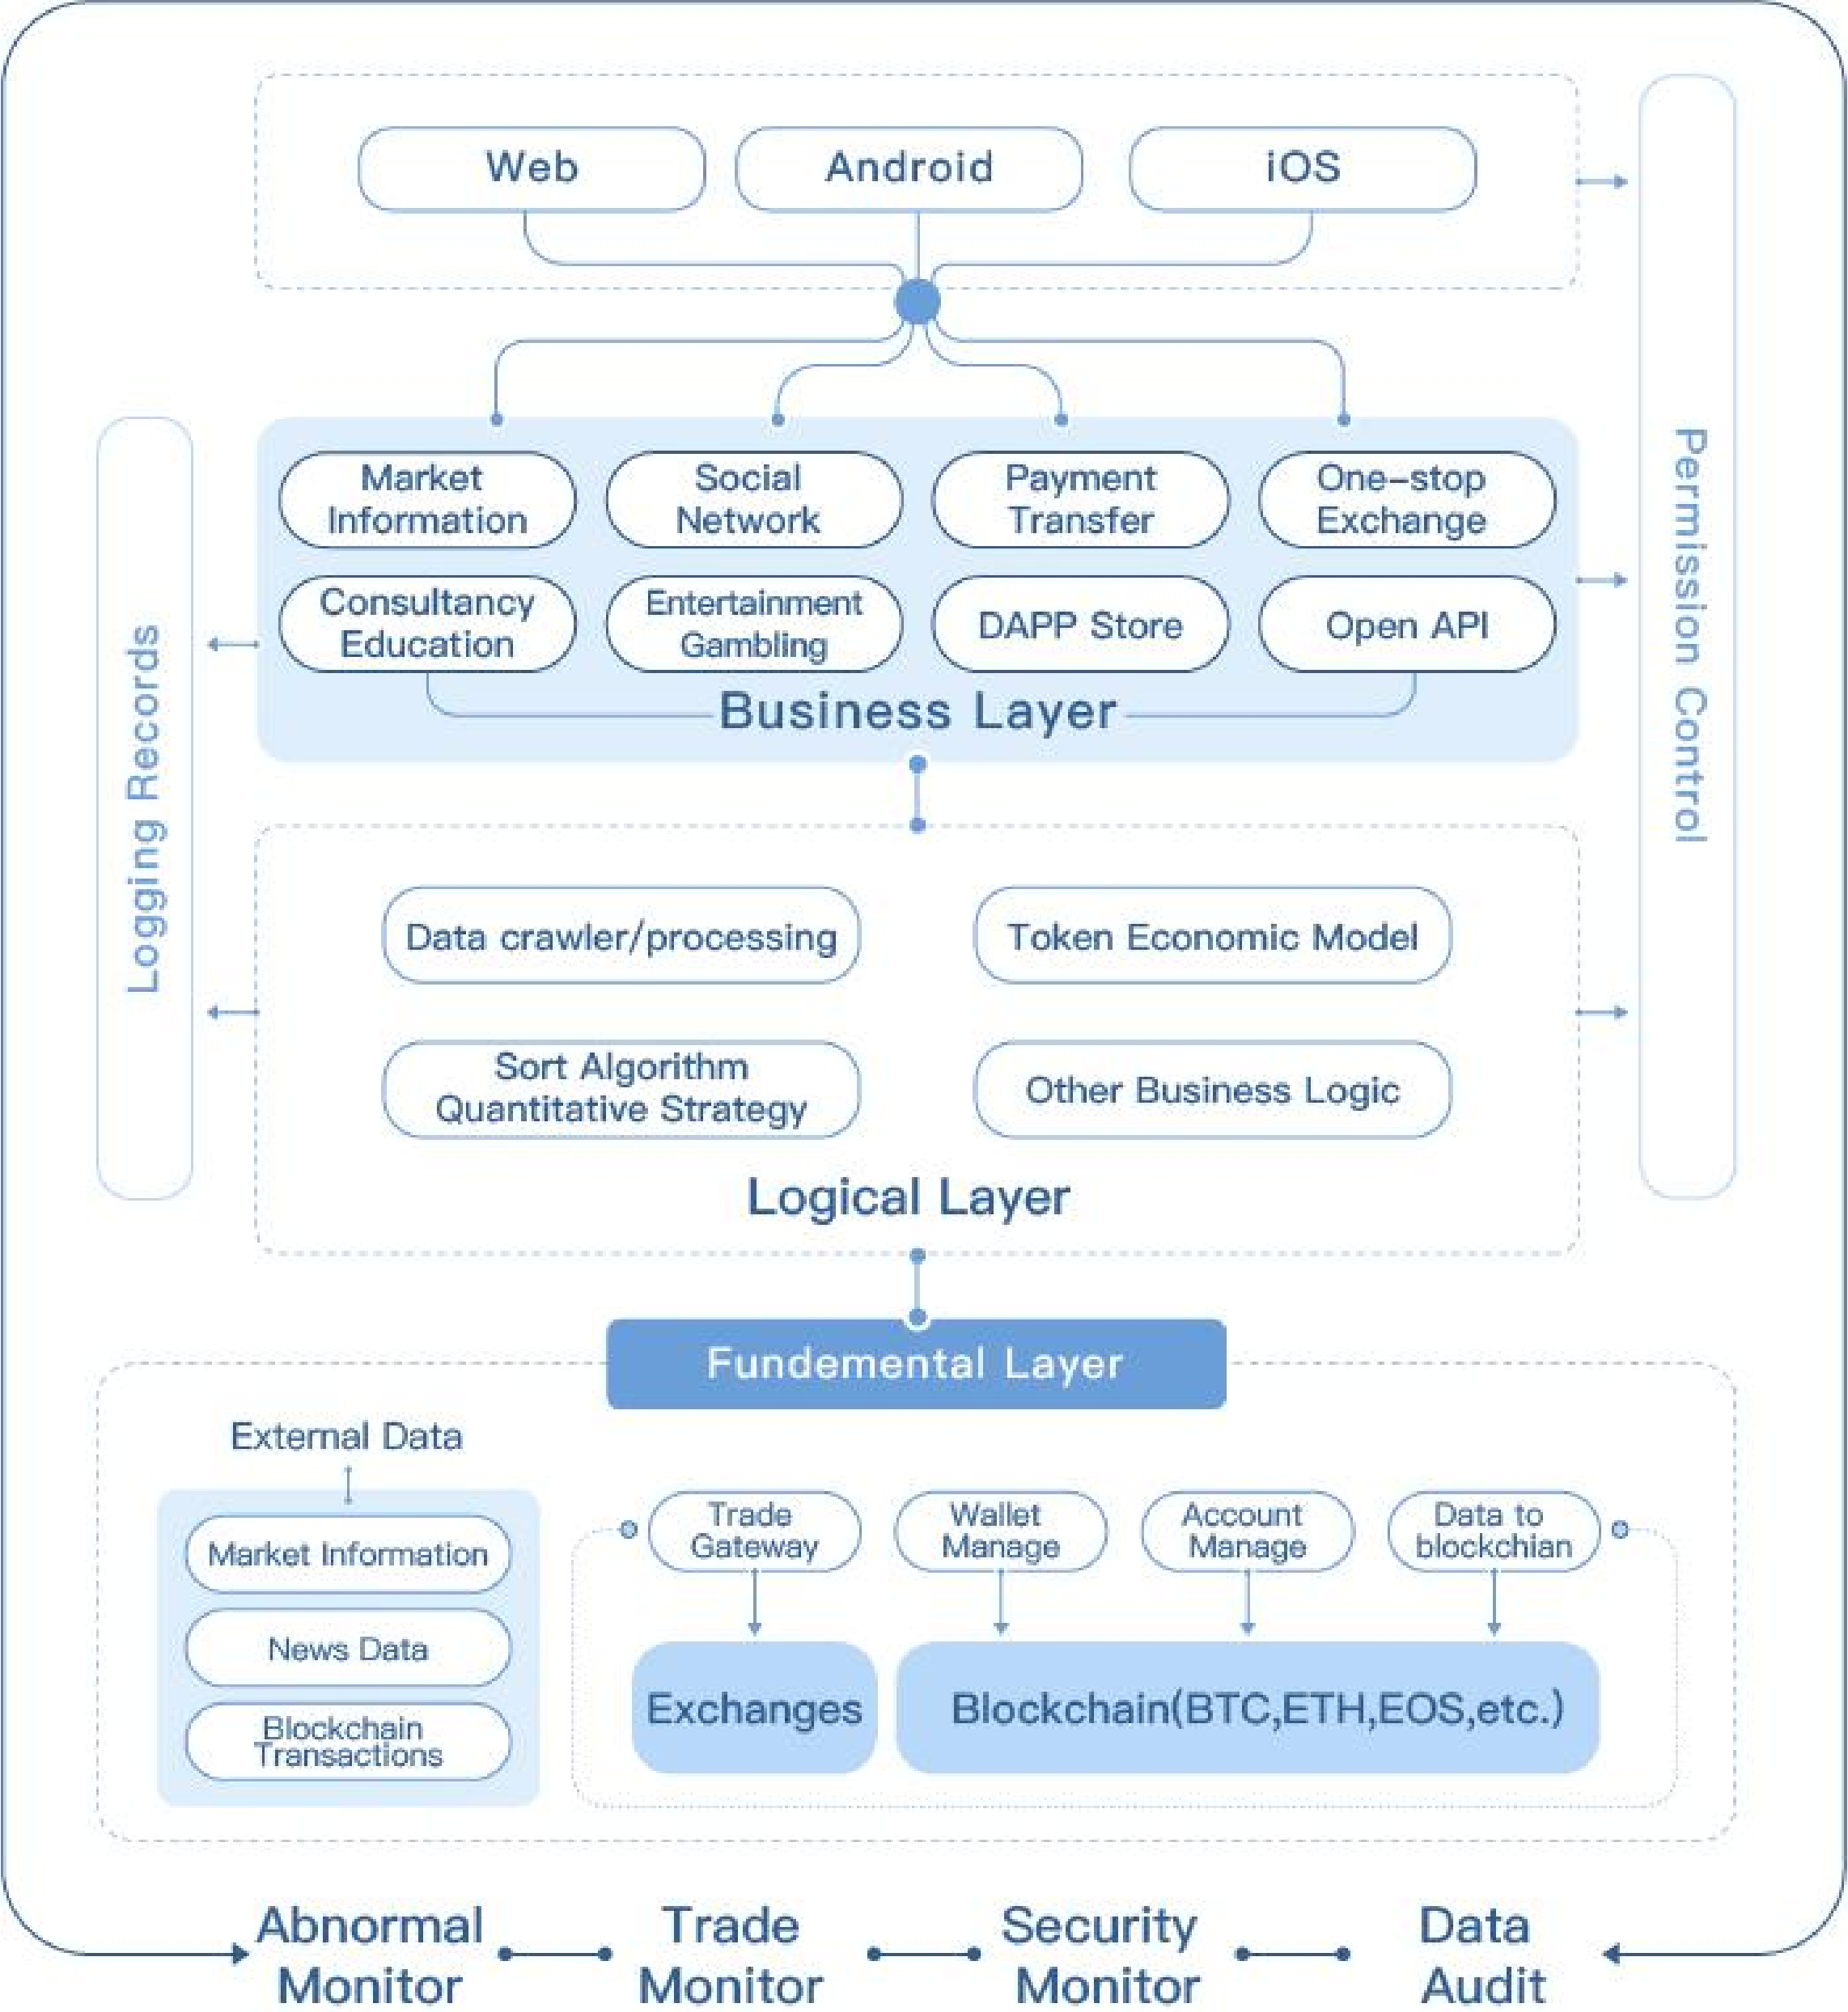 Web
Android
iOS
Market
Information
Social
Network
Payment
Transfer
One-stop
Exchange
Consultancy
Education
Entertainment
Gambling
DAPP Store
Open API
Business Layer
Logging Records
Permission Control
Data crawler/processing
Token Economic Model
Sort Algorithm
Quantitative Strategy
Other Business Logic
Logical Layer
Fundemental Layer
External Data
Market Information
News Data
Blockchain
Transactions
Trade
Gateway
Wallet
Manage
Account
Manage
Data to
blockchian
Exchanges
Blockchain(BTC,ETH,EOS,etc.)
Abnormal
Monitor
Trade
Monitor
Security
Monitor
Data
Audit